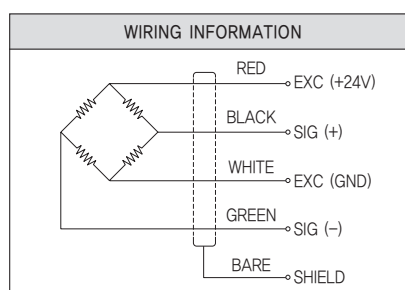 WIRING INFORMATION
RED
EXC (+24V)
BLACK
SIG (+)
WHITE
EXC (GND)
GREEN
SIG (−)
BARE
SHIELD